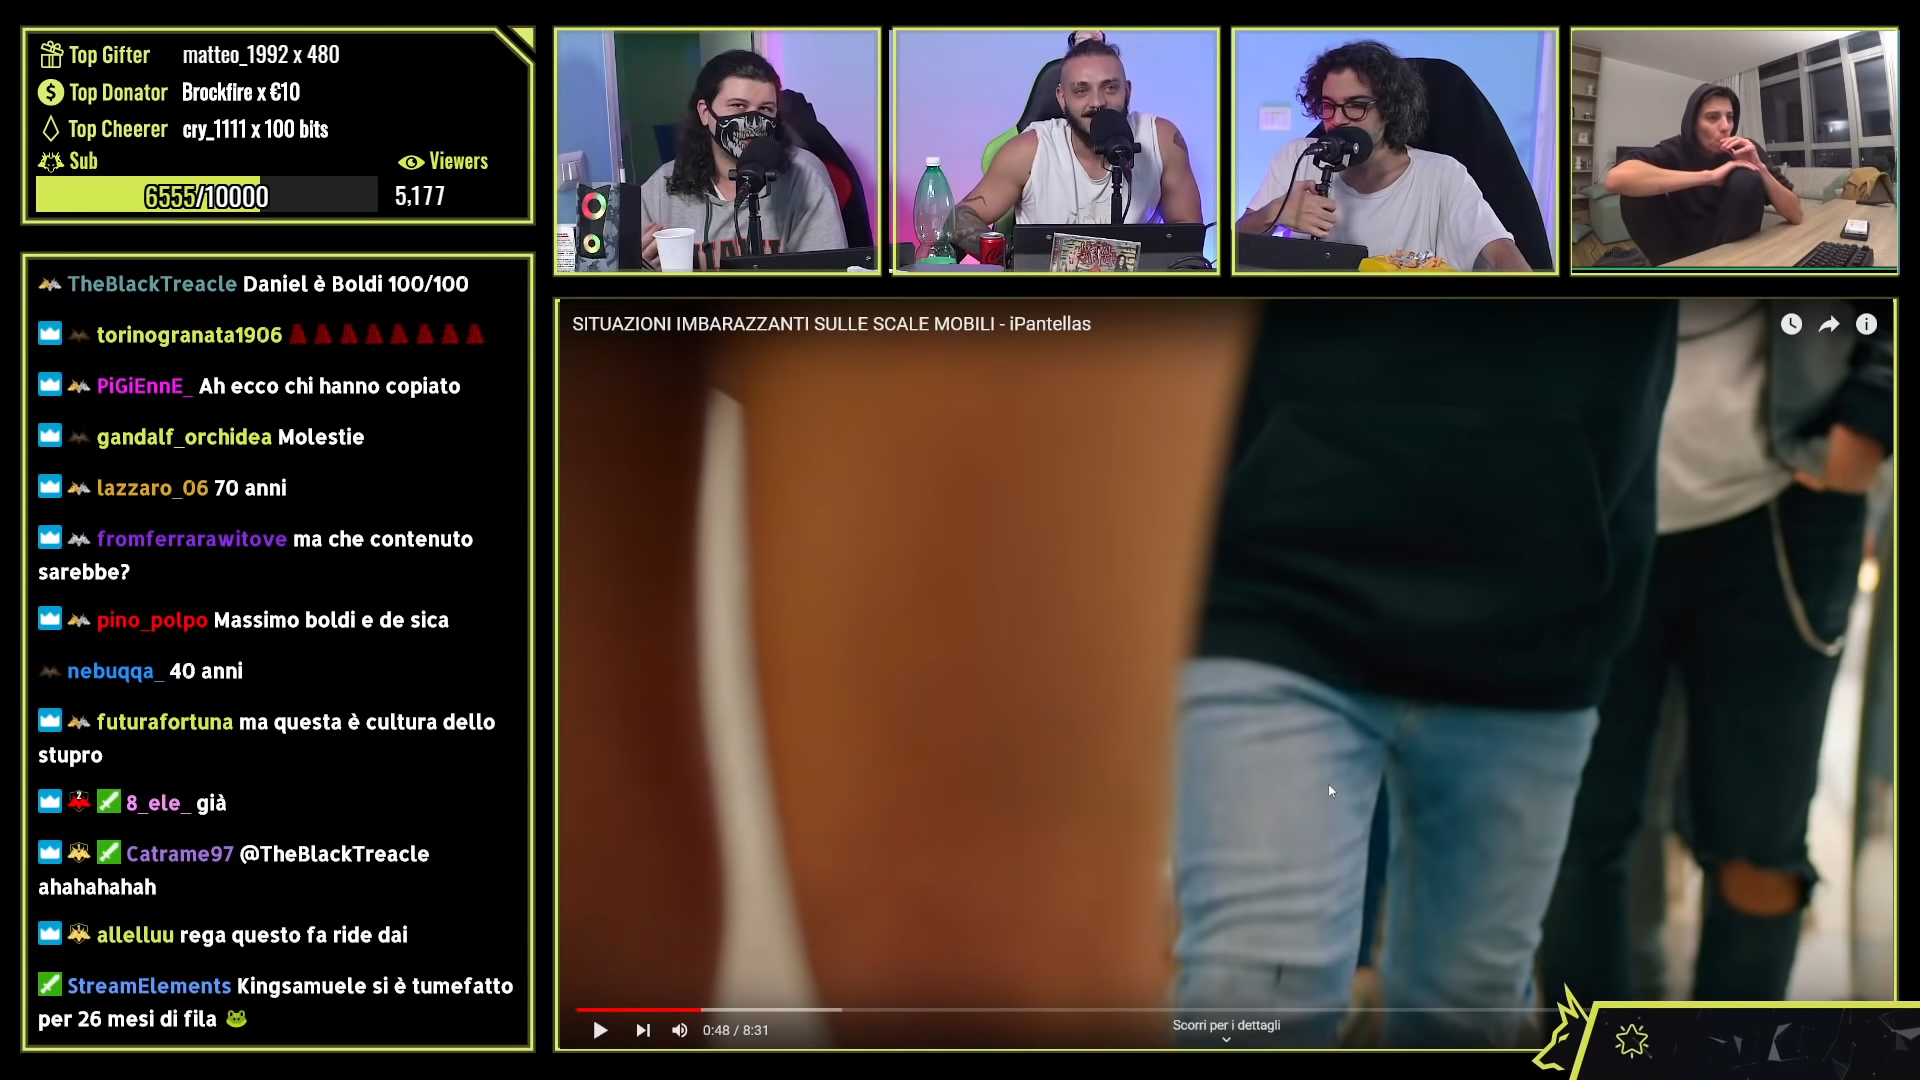 Top Gifter matteo_1992 x 480
Top Donator Brockfire x €10
Top Cheerer cry_1111 x 100 bits
Sub Viewers
6555/10000 5,177
TheBlackTreacle Daniel è Boldi 100/100
torinogranata1906
PiGiEnnE_ Ah ecco chi hanno copiato
gandalf_orchidea Molestie
lazzaro_06 70 anni
fromferrarawitove ma che contenuto
sarebbe?
pino_polpo Massimo boldi e de sica
nebuqqa_ 40 anni
futurafortuna ma questa è cultura dello
stupro
2 8_ele_ già
Catrame97 @TheBlackTreacle
ahahahahah
allelluu rega questo fa ride dai
StreamElements Kingsamuele si è tumefatto
per 26 mesi di fila
SITUAZIONI IMBARAZZANTI SULLE SCALE MOBILI - iPantellas
0:48 / 8:31
Scorri per i dettagli